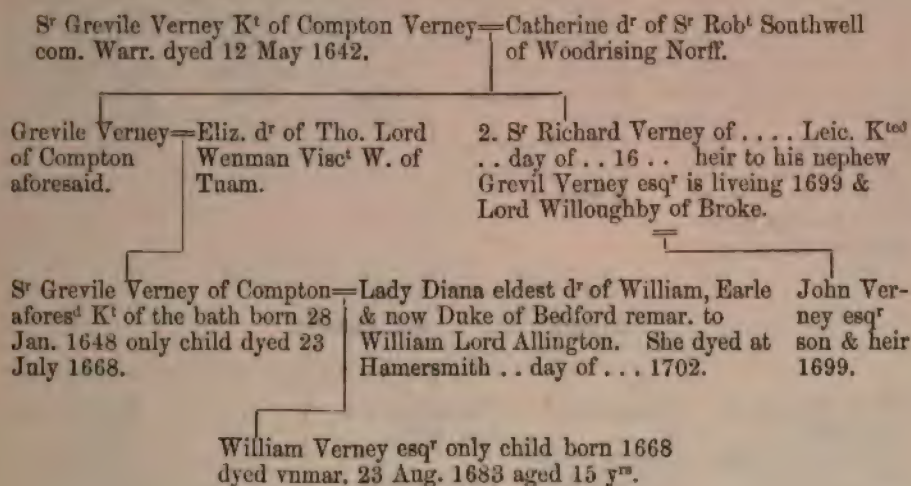 Sʳ Grevile Verney Kᵗ of Compton Verney=Catherine dʳ of Sʳ Robᵗ Southwell
com. Warr. dyed 12 May 1642. of Woodrising Norff.
Grevile Verney=Eliz. dʳ of Tho. Lord
of Compton Wenman Viscᵗ W. of
aforesaid. Tuam.
2. Sʳ Richard Verney of . . . . Leic. Kᵗᵉᵈ
. . day of . . 16 . . heir to his nephew
Grevil Verney esqʳ is liveing 1699 &
Lord Willoughby of Broke.
=
Sʳ Grevile Verney of Compton=Lady Diana eldest dʳ of William, Earle
aforesᵈ Kᵗ of the bath born 28 & now Duke of Bedford remar. to
Jan. 1648 only child dyed 23 William Lord Allington. She dyed at
July 1668. Hamersmith . . day of . . . 1702.
John Ver-
ney esqʳ
son & heir
1699.
William Verney esqʳ only child born 1668
dyed vnmar. 23 Aug. 1683 aged 15 yʳˢ.